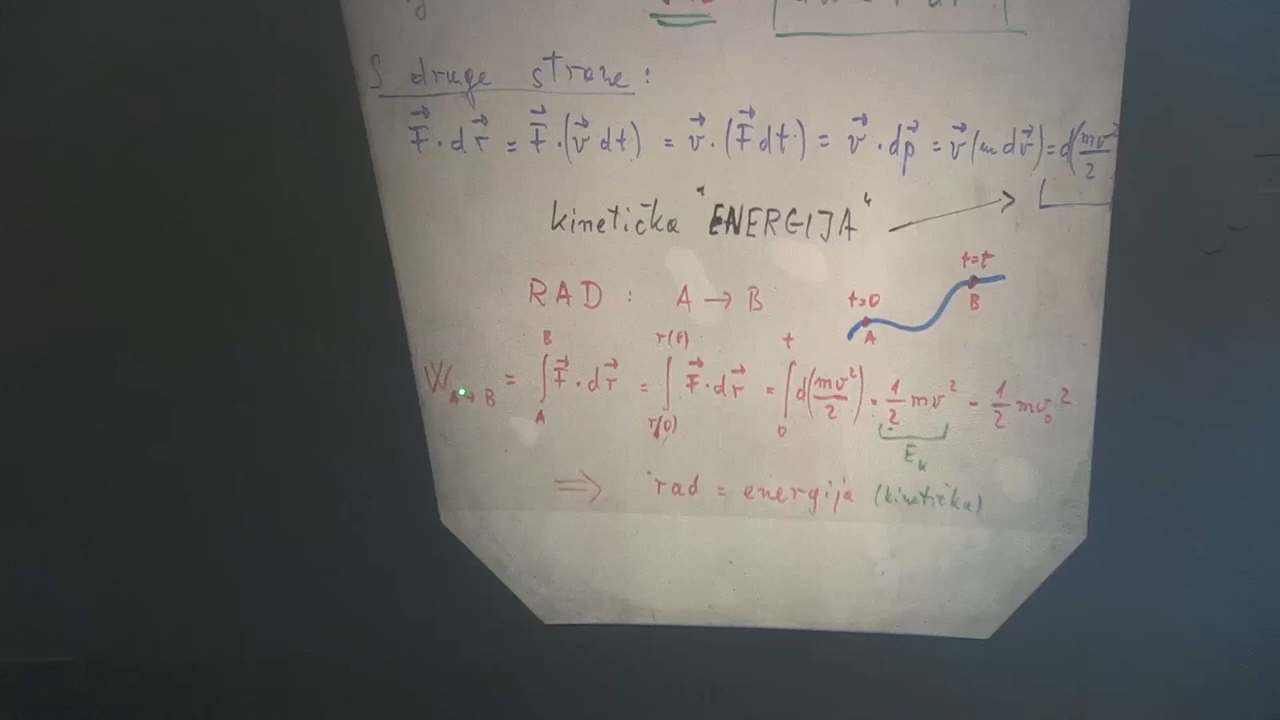 S druge strane:
F⃗·dr⃗ = F⃗·(v⃗dt) = v⃗·(F⃗dt) = v⃗·dp⃗ = v⃗(mdv⃗) = d(mv²/2
kinetička "ENERGIJA"
RAD: A → B
t=0 A t=t B
W_A→B = ∫_A^B F⃗·dr⃗ = ∫_r(0)^r(t) F⃗·dr⃗ = ∫_0^t d(mv²/2) = 1/2 mv² - 1/2 mv₀²
E_k
⇒ rad = energija (kinetička)